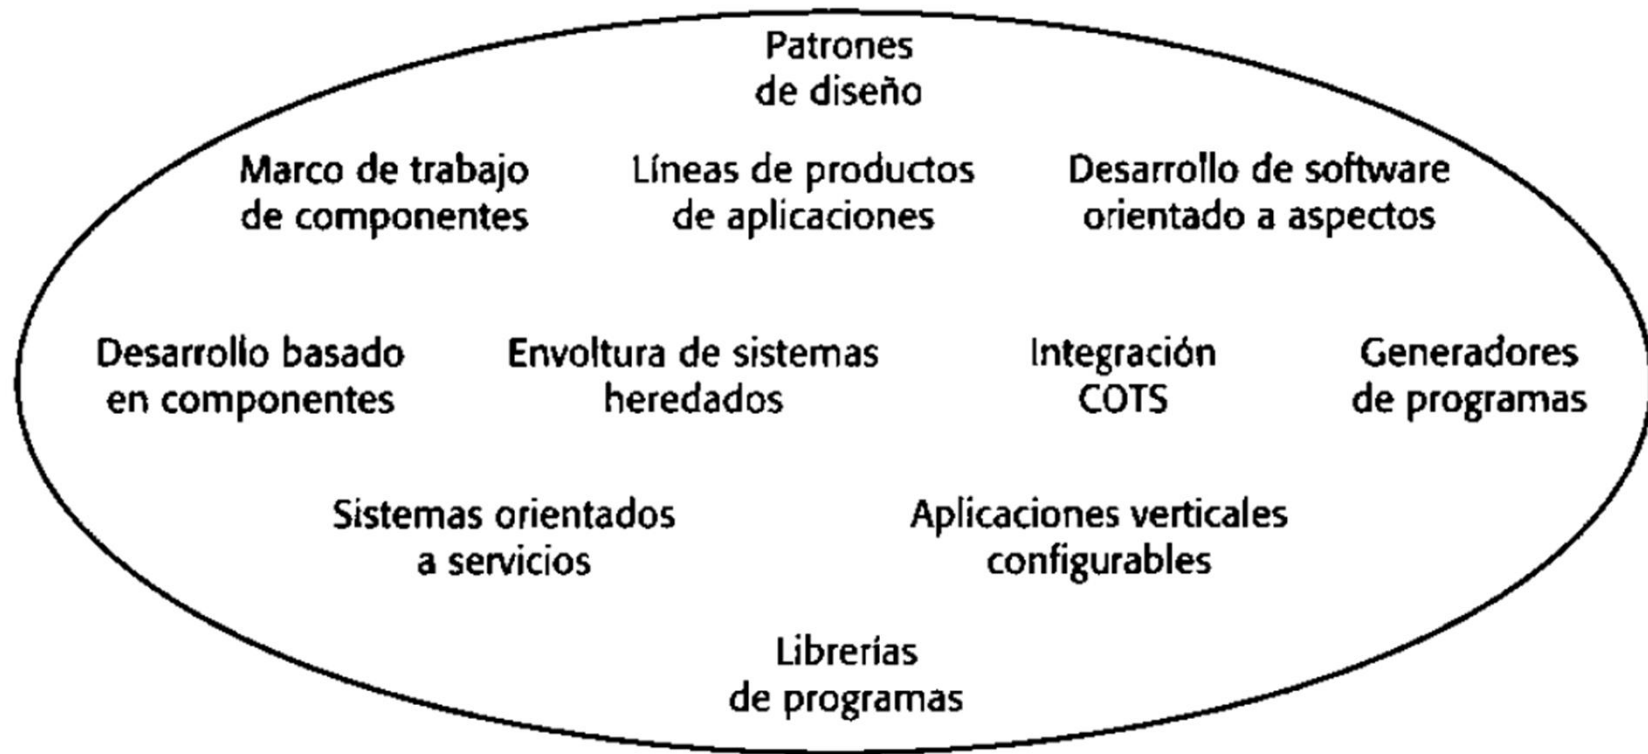 Patrones
de diseño
Marco de trabajo
de componentes
Líneas de productos
de aplicaciones
Desarrollo de software
orientado a aspectos
Desarrollo basado
en componentes
Envoltura de sistemas
heredados
Integración
COTS
Generadores
de programas
Sistemas orientados
a servicios
Aplicaciones verticales
configurables
Librerías
de programas